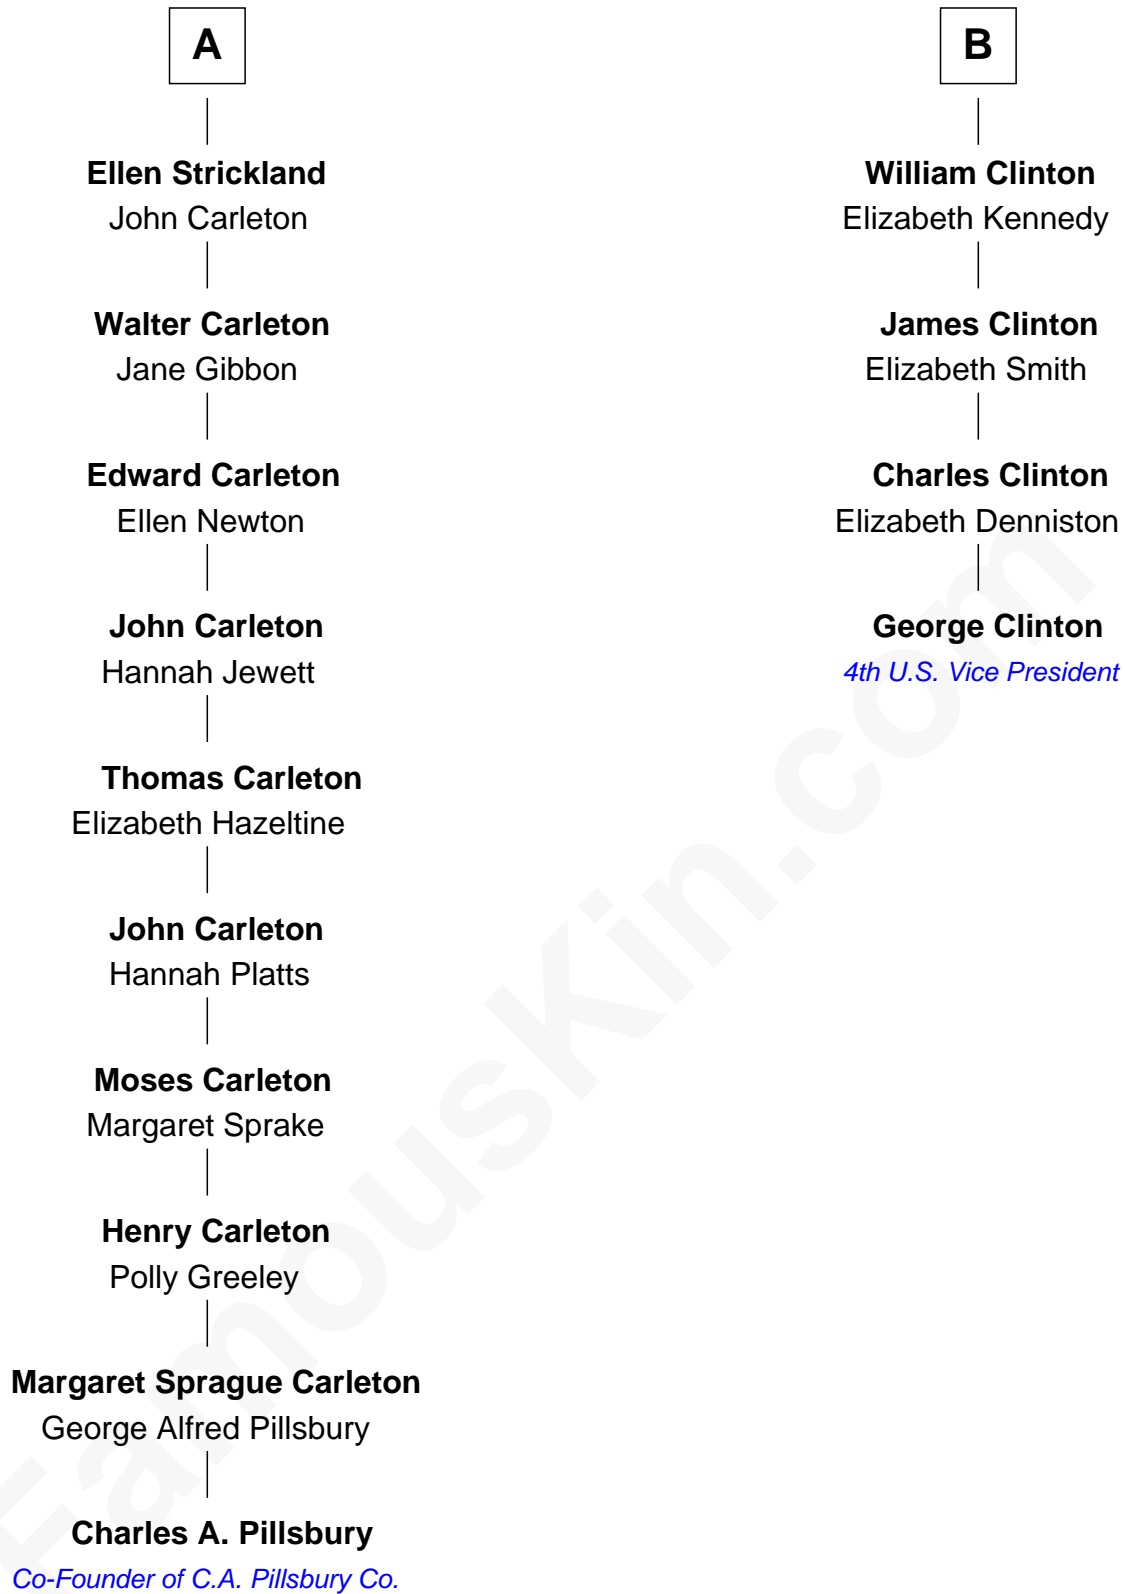 A
Ellen Strickland
John Carleton
Walter Carleton
Jane Gibbon
Edward Carleton
Ellen Newton
John Carleton
Hannah Jewett
Thomas Carleton
Elizabeth Hazeltine
John Carleton
Hannah Platts
Moses Carleton
Margaret Sprake
Henry Carleton
Polly Greeley
Margaret Sprague Carleton
George Alfred Pillsbury
Charles A. Pillsbury
Co-Founder of C.A. Pillsbury Co.
B
William Clinton
Elizabeth Kennedy
James Clinton
Elizabeth Smith
Charles Clinton
Elizabeth Denniston
George Clinton
4th U.S. Vice President
FamousKin.com